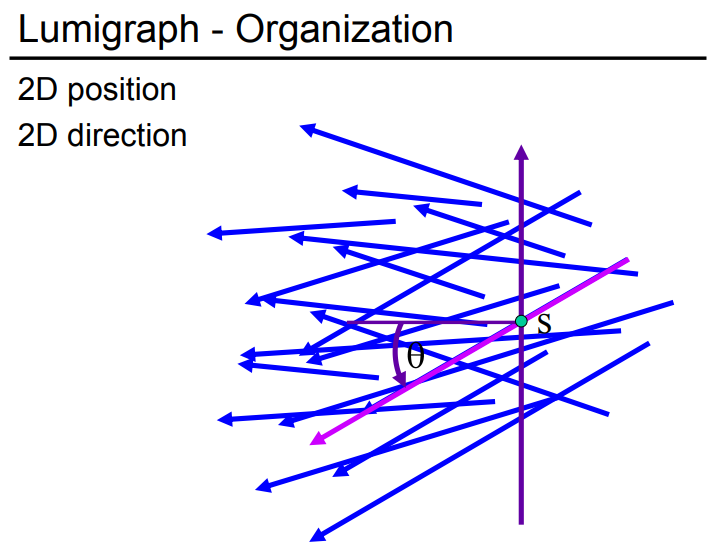 Lumigraph - Organization
2D position
2D direction
s
θ